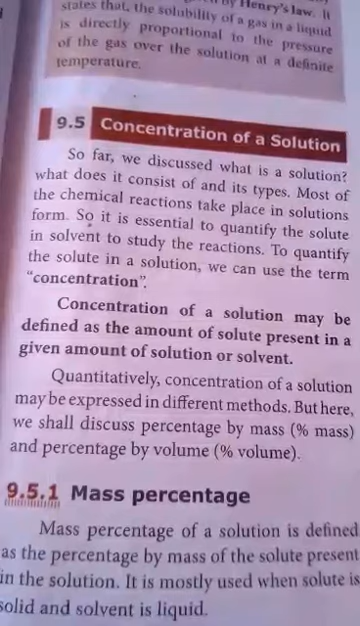 by Henry's law. It
states that, the solubility of a gas in a liquid
is directly proportional to the pressure
of the gas over the solution at a definite
temperature.
9.5 Concentration of a Solution
So far, we discussed what is a solution?
what does it consist of and its types. Most of
the chemical reactions take place in solutions
form. So it is essential to quantify the solute
in solvent to study the reactions. To quantify
the solute in a solution, we can use the term
“concentration”.
Concentration of a solution may be
defined as the amount of solute present in a
given amount of solution or solvent.
Quantitatively, concentration of a solution
may be expressed in different methods. But here,
we shall discuss percentage by mass (% mass)
and percentage by volume (% volume).
9.5.1 Mass percentage
Mass percentage of a solution is defined
as the percentage by mass of the solute present
in the solution. It is mostly used when solute is
solid and solvent is liquid.